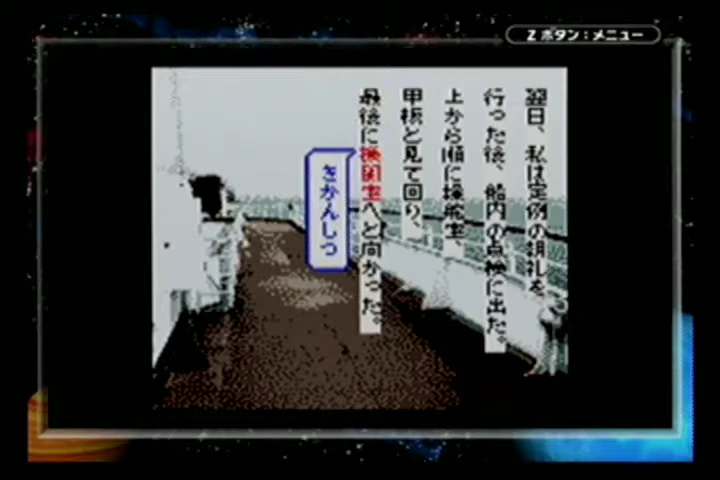 Zボタン:メニュー
翌日、私は定例の朝礼を
行った後、船内の点検に出た。
上から順に操舵室、
甲板と見て回り、
最後に機関室へと向かった。
きかんしつ